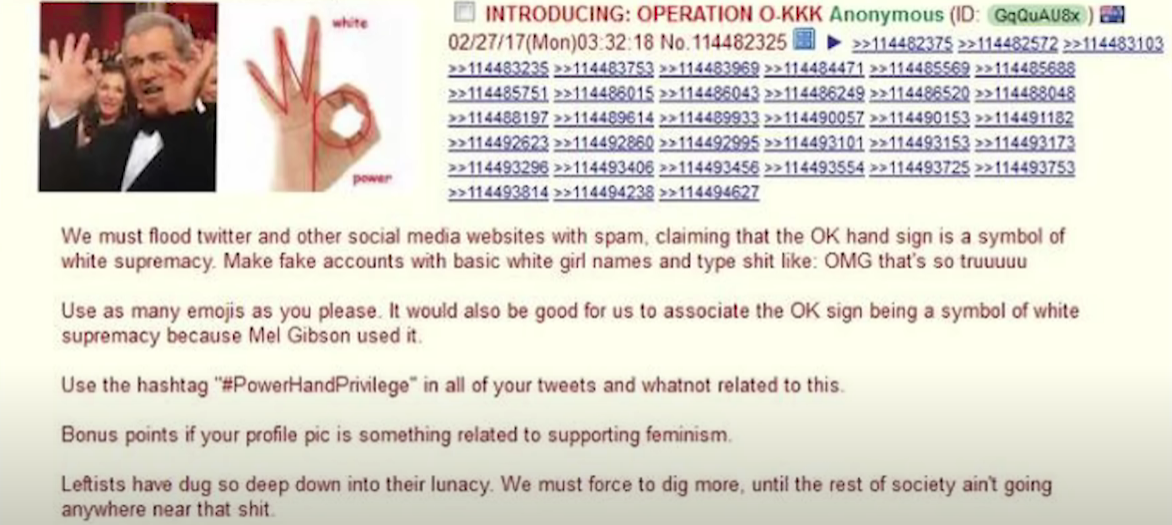 white
power
INTRODUCING: OPERATION O-KKK Anonymous (ID: GqQuAU8x)
02/27/17(Mon)03:32:18 No.114482325 ▶ >>114482375 >>114482572 >>114483103
>>114483235 >>114483753 >>114483969 >>114484471 >>114485569 >>114485688
>>114485751 >>114486015 >>114486043 >>114486249 >>114486520 >>114488048
>>114488197 >>114489614 >>114489933 >>114490057 >>114490153 >>114491182
>>114492623 >>114492860 >>114492995 >>114493101 >>114493153 >>114493173
>>114493296 >>114493406 >>114493456 >>114493554 >>114493725 >>114493753
>>114493814 >>114494238 >>114494627
We must flood twitter and other social media websites with spam, claiming that the OK hand sign is a symbol of
white supremacy. Make fake accounts with basic white girl names and type shit like: OMG that's so truuuuu
Use as many emojis as you please. It would also be good for us to associate the OK sign being a symbol of white
supremacy because Mel Gibson used it.
Use the hashtag "#PowerHandPrivilege" in all of your tweets and whatnot related to this.
Bonus points if your profile pic is something related to supporting feminism.
Leftists have dug so deep down into their lunacy. We must force to dig more, until the rest of society ain't going
anywhere near that shit.